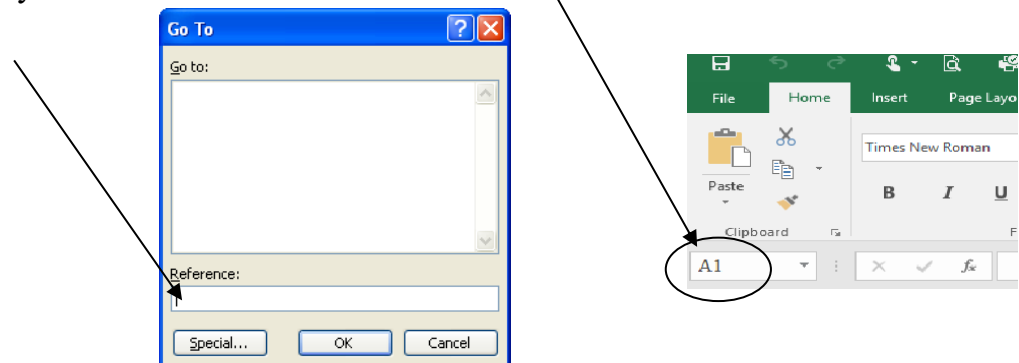 Go To
Go to:
Reference:
Special...
OK
Cancel
File
Home
Insert
Page Layo
Times New Roman
Paste
B I U
Clipboard
F
A1
fx